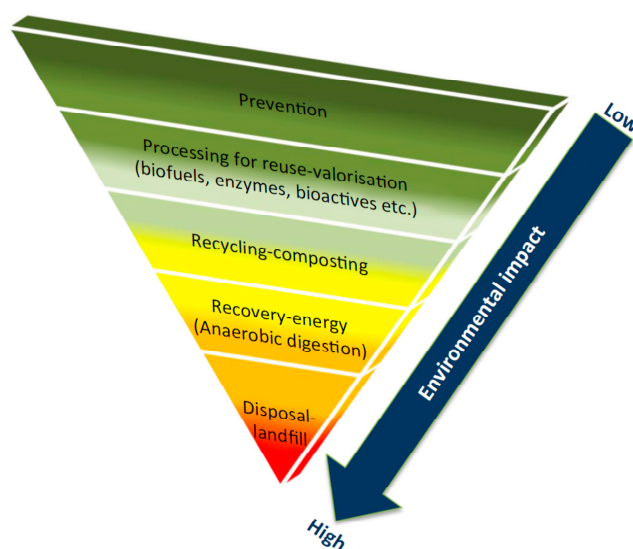 Prevention
Processing for reuse-valorisation
(biofuels, enzymes, bioactives etc.)
Recycling-composting
Recovery-energy
(Anaerobic digestion)
Disposal-
landfill
Low
Environmental impact
High